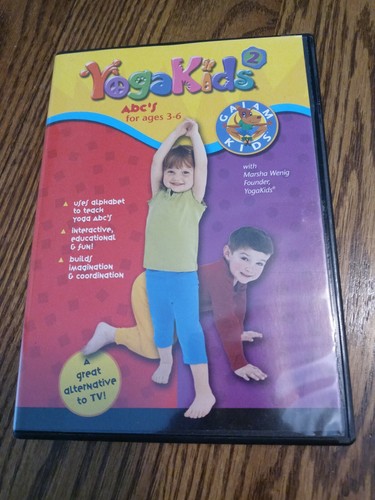 YogaKids 2
ABC's
for ages 3-6
GAIAM
KIDS
with
Marsha Wenig
Founder,
YogaKids®
uses alphabet
to teach
yoga ABC's
interactive,
educational
& fun!
builds
imagination
& coordination
A
great
alternative
to TV!